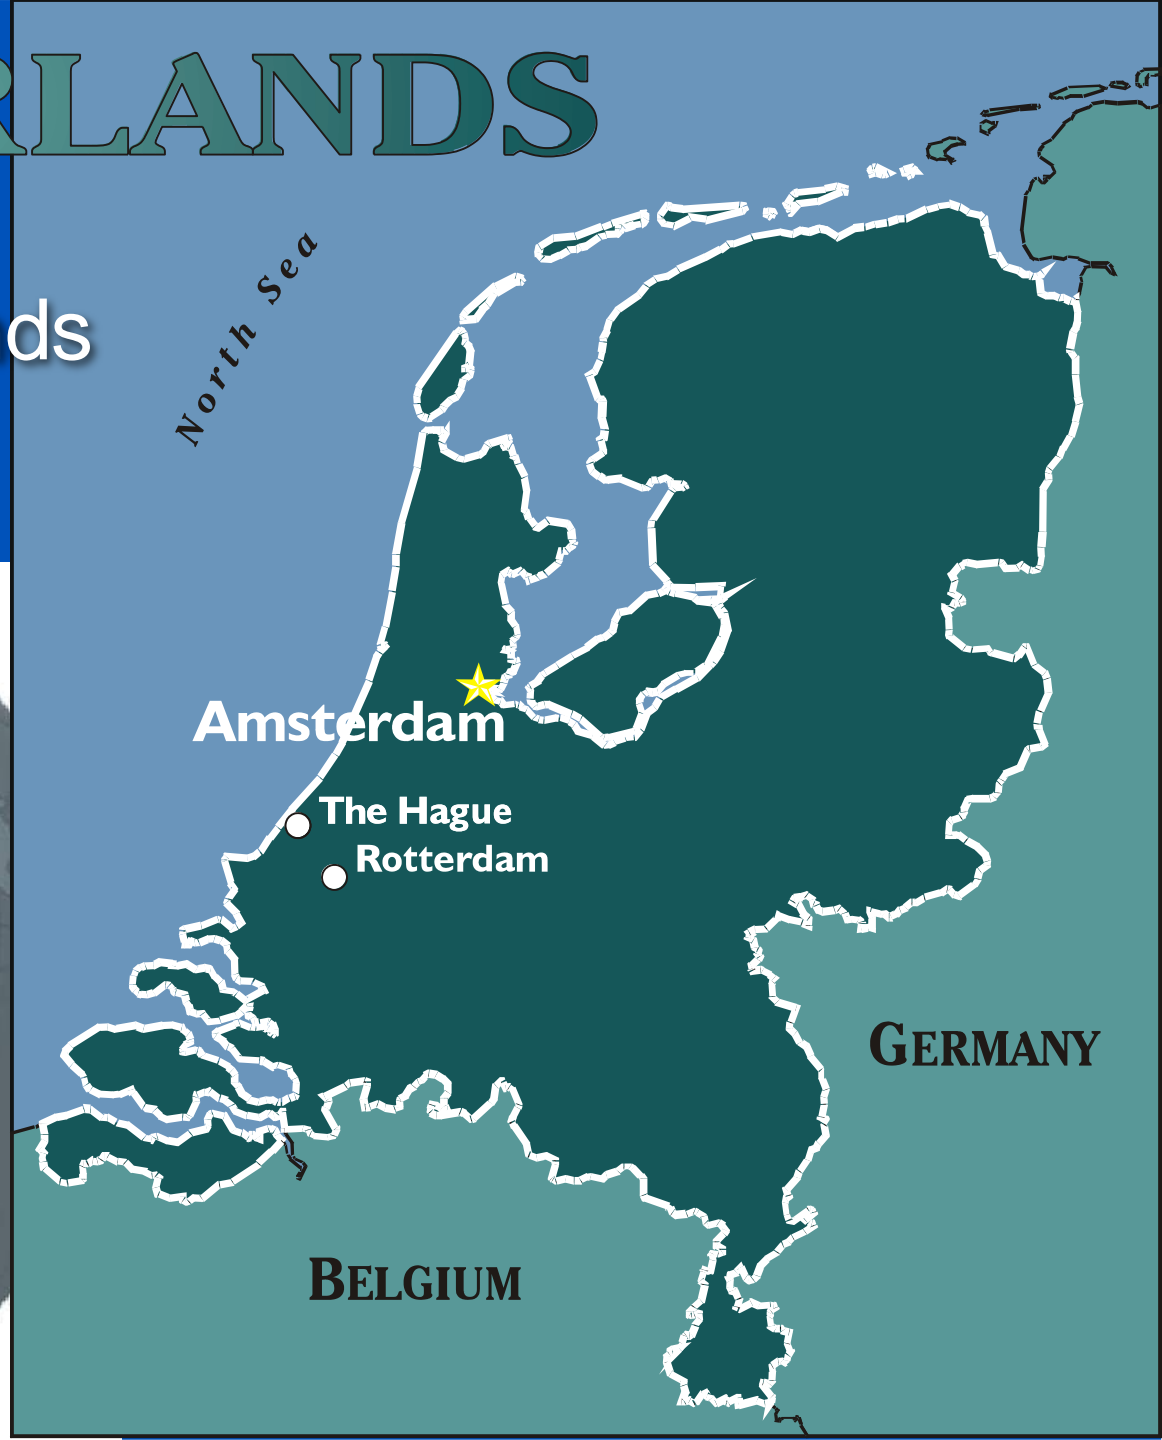 RLANDS
North Sea
ds
Amsterdam
The Hague
Rotterdam
GERMANY
BELGIUM